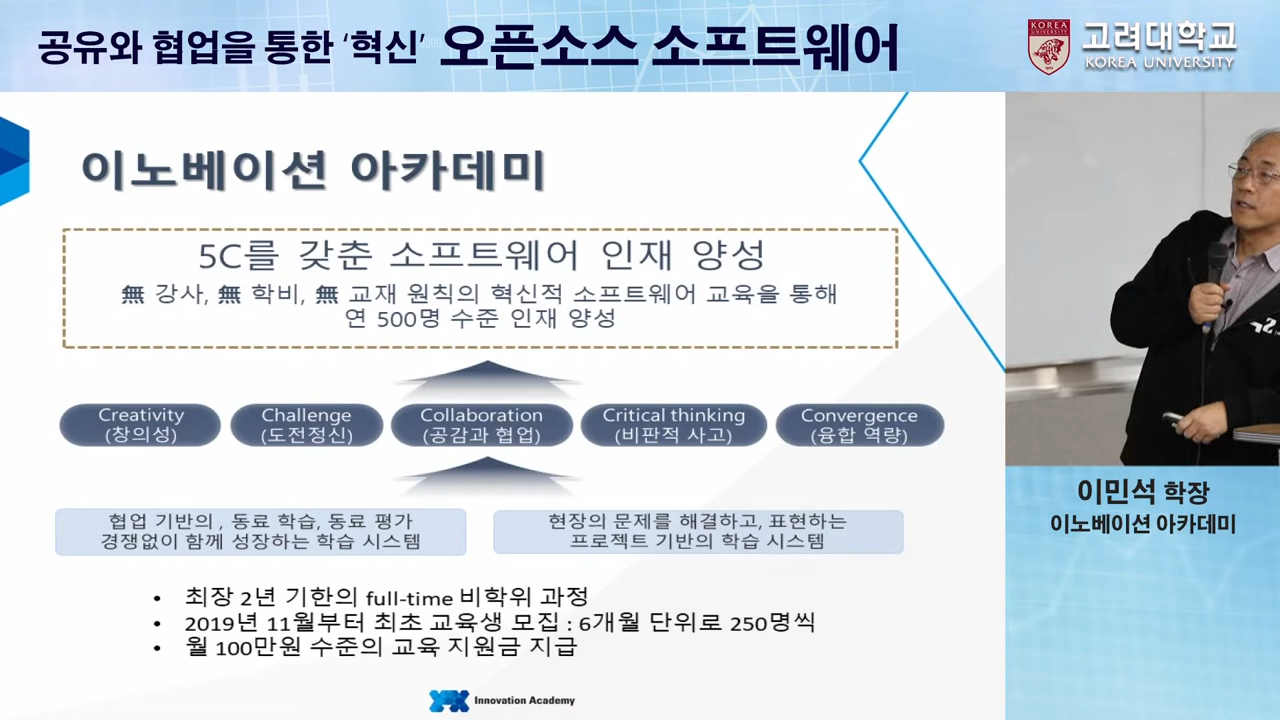 공유와 협업을 통한 ‘혁신’ 오픈소스 소프트웨어
KOREA
UNIVERSITY
고려대학교
KOREA UNIVERSITY
이노베이션 아카데미
5C를 갖춘 소프트웨어 인재 양성
無 강사, 無 학비, 無 교재 원칙의 혁신적 소프트웨어 교육을 통해
연 500명 수준 인재 양성
Creativity
(창의성)
Challenge
(도전정신)
Collaboration
(공감과 협업)
Critical thinking
(비판적 사고)
Convergence
(융합 역량)
협업 기반의 , 동료 학습, 동료 평가
경쟁없이 함께 성장하는 학습 시스템
현장의 문제를 해결하고, 표현하는
프로젝트 기반의 학습 시스템
• 최장 2년 기한의 full-time 비학위 과정
• 2019년 11월부터 최초 교육생 모집 : 6개월 단위로 250명씩
• 월 100만원 수준의 교육 지원금 지급
Innovation Academy
이민석 학장
이노베이션 아카데미